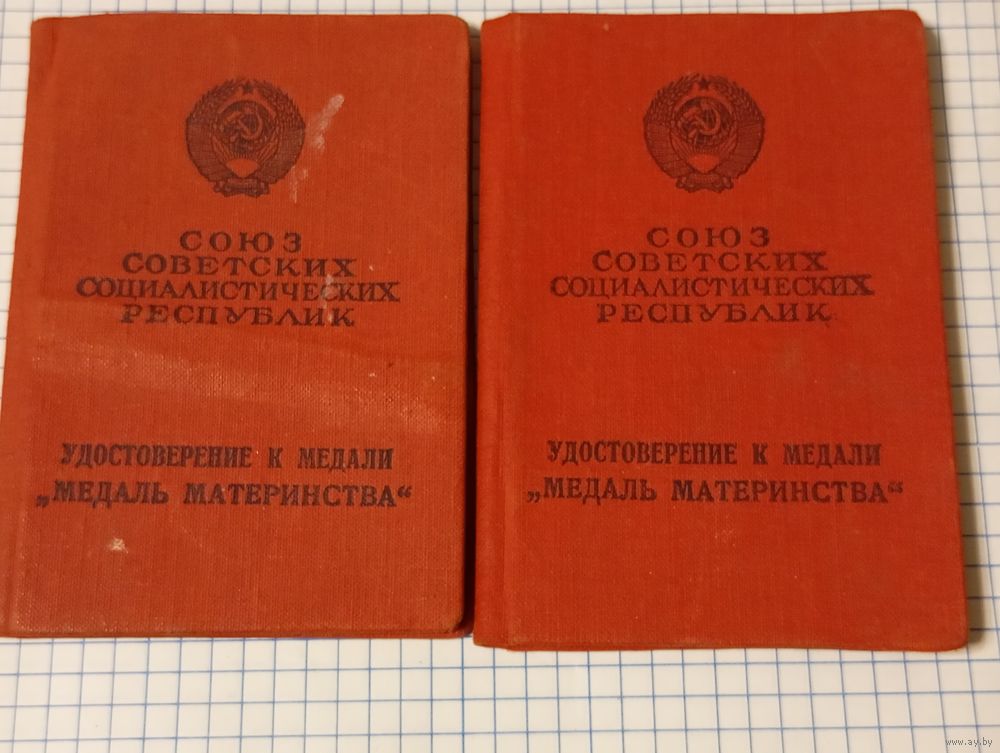 СОЮЗ
СОВЕТСКИХ
СОЦИАЛИСТИЧЕСКИХ
РЕСПУБЛИК
УДОСТОВЕРЕНИЕ К МЕДАЛИ
„МЕДАЛЬ МАТЕРИНСТВА“
СОЮЗ
СОВЕТСКИХ
СОЦИАЛИСТИЧЕСКИХ
РЕСПУБЛИК
УДОСТОВЕРЕНИЕ К МЕДАЛИ
„МЕДАЛЬ МАТЕРИНСТВА“
www.ay.by